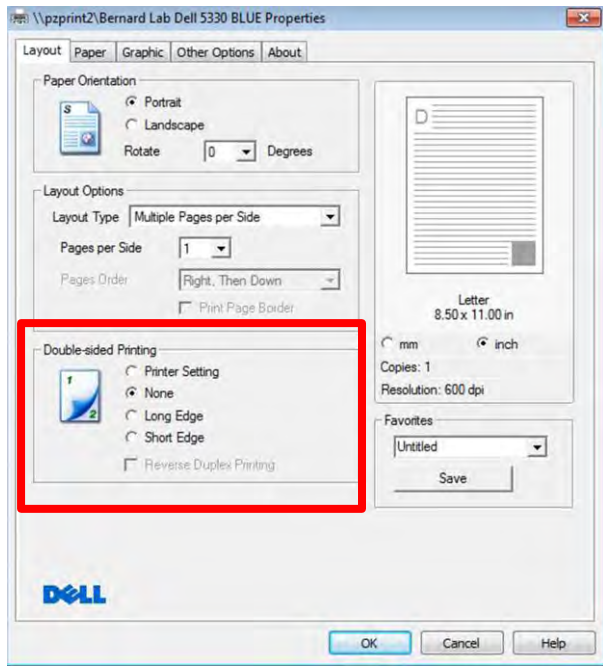 \\pzprint2\Bernard Lab Dell 5330 BLUE Properties
Layout Paper Graphic Other Options About
Paper Orientation
S
Portrait
Landscape
Rotate 0 Degrees
Layout Options
Layout Type Multiple Pages per Side
Pages per Side 1
Pages Order Right, Then Down
Print Page Border
Double-sided Printing
1
2
Printer Setting
None
Long Edge
Short Edge
Reverse Duplex Printing
D
Letter
8.50 x 11.00 in
mm inch
Copies: 1
Resolution: 600 dpi
Favorites
Untitled
Save
DELL
OK Cancel Help